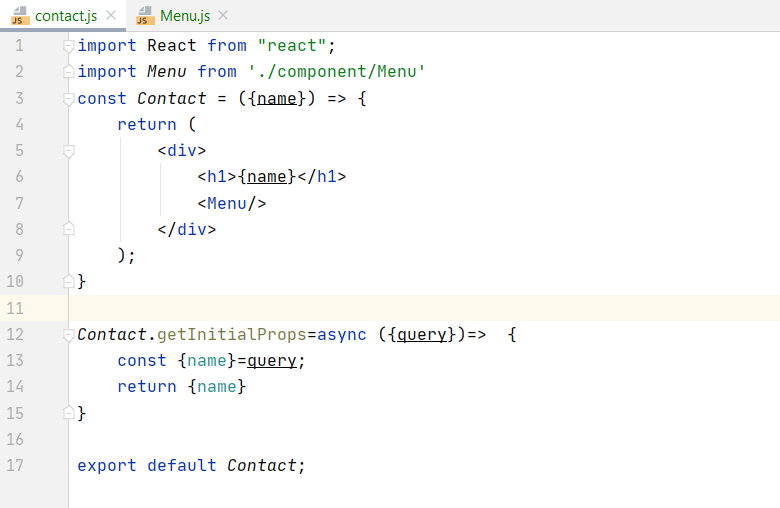 contact.js Menu.js
1 import React from "react";
2 import Menu from './component/Menu'
3 const Contact = ({name}) => {
4     return (
5         <div>
6             <h1>{name}</h1>
7             <Menu/>
8         </div>
9     );
10 }
11
12 Contact.getInitialProps=async ({query})=>  {
13     const {name}=query;
14     return {name}
15 }
16
17 export default Contact;